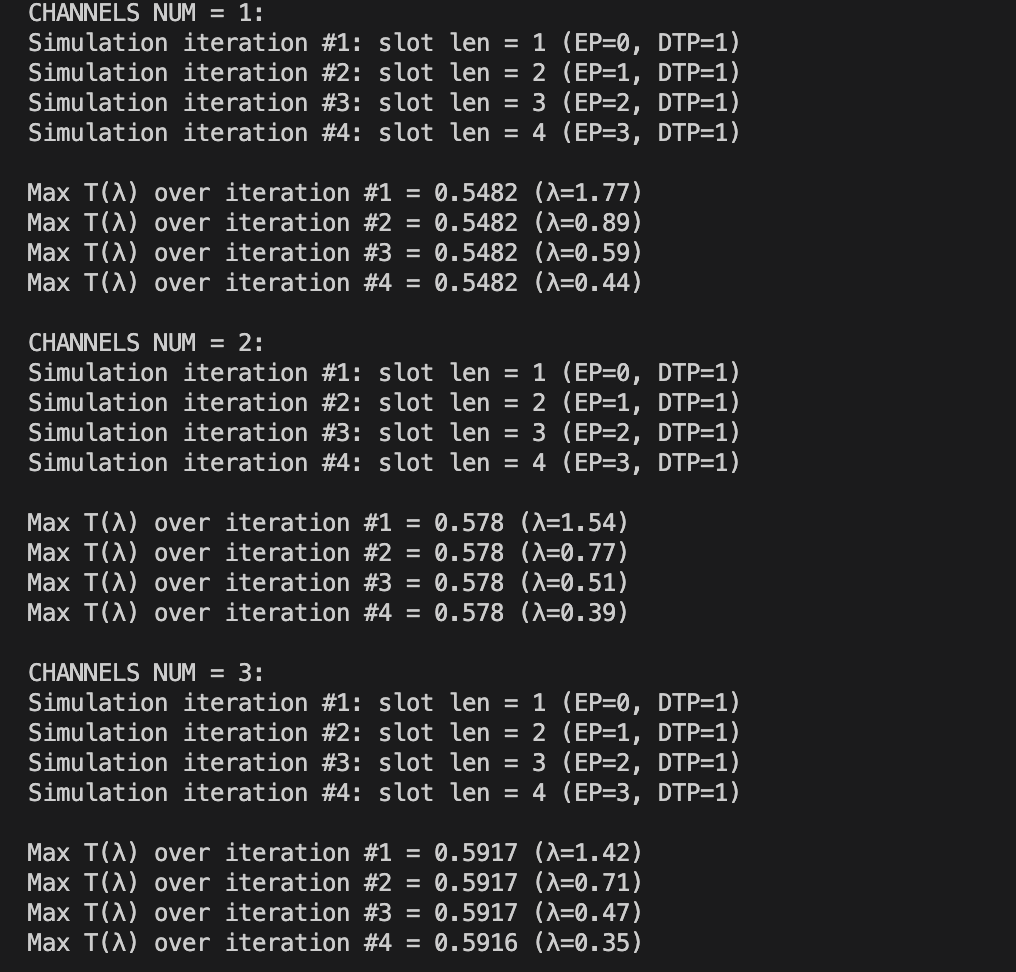 CHANNELS NUM = 1:
Simulation iteration #1: slot len = 1 (EP=0, DTP=1)
Simulation iteration #2: slot len = 2 (EP=1, DTP=1)
Simulation iteration #3: slot len = 3 (EP=2, DTP=1)
Simulation iteration #4: slot len = 4 (EP=3, DTP=1)
Max T(λ) over iteration #1 = 0.5482 (λ=1.77)
Max T(λ) over iteration #2 = 0.5482 (λ=0.89)
Max T(λ) over iteration #3 = 0.5482 (λ=0.59)
Max T(λ) over iteration #4 = 0.5482 (λ=0.44)
CHANNELS NUM = 2:
Simulation iteration #1: slot len = 1 (EP=0, DTP=1)
Simulation iteration #2: slot len = 2 (EP=1, DTP=1)
Simulation iteration #3: slot len = 3 (EP=2, DTP=1)
Simulation iteration #4: slot len = 4 (EP=3, DTP=1)
Max T(λ) over iteration #1 = 0.578 (λ=1.54)
Max T(λ) over iteration #2 = 0.578 (λ=0.77)
Max T(λ) over iteration #3 = 0.578 (λ=0.51)
Max T(λ) over iteration #4 = 0.578 (λ=0.39)
CHANNELS NUM = 3:
Simulation iteration #1: slot len = 1 (EP=0, DTP=1)
Simulation iteration #2: slot len = 2 (EP=1, DTP=1)
Simulation iteration #3: slot len = 3 (EP=2, DTP=1)
Simulation iteration #4: slot len = 4 (EP=3, DTP=1)
Max T(λ) over iteration #1 = 0.5917 (λ=1.42)
Max T(λ) over iteration #2 = 0.5917 (λ=0.71)
Max T(λ) over iteration #3 = 0.5917 (λ=0.47)
Max T(λ) over iteration #4 = 0.5916 (λ=0.35)